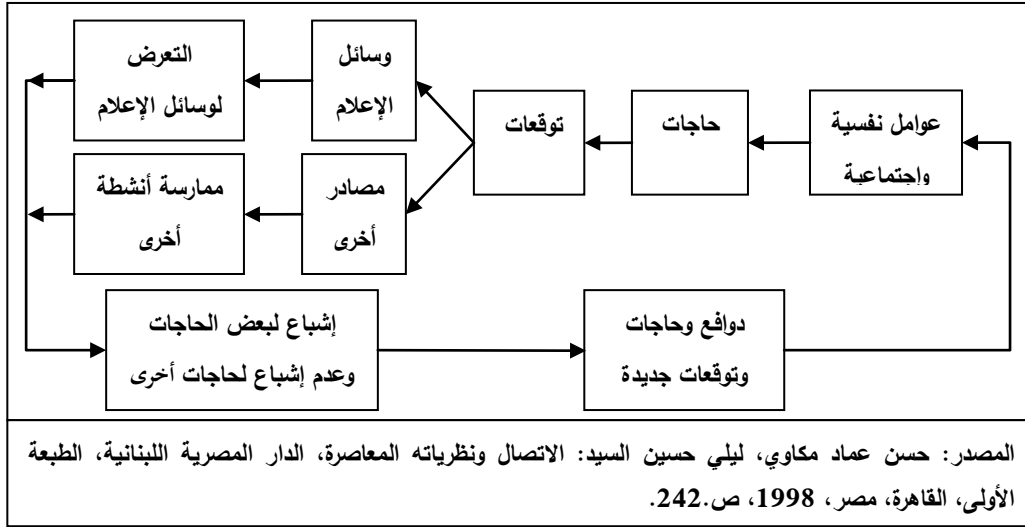 عوامل نفسية
وإجتماعية
حاجات
توقعات
وسائل
الإعلام
التعرض
لوسائل الإعلام
مصادر
أخرى
ممارسة أنشطة
أخرى
إشباع لبعض الحاجات
وعدم إشباع لحاجات أخرى
دوافع وحاجات
وتوقعات جديدة
المصدر: حسن عماد مكاوي، ليلي حسين السيد: الاتصال ونظرياته المعاصرة، الدار المصرية اللبنانية، الطبعة
الأولى، القاهرة، مصر، 1998، ص.242.